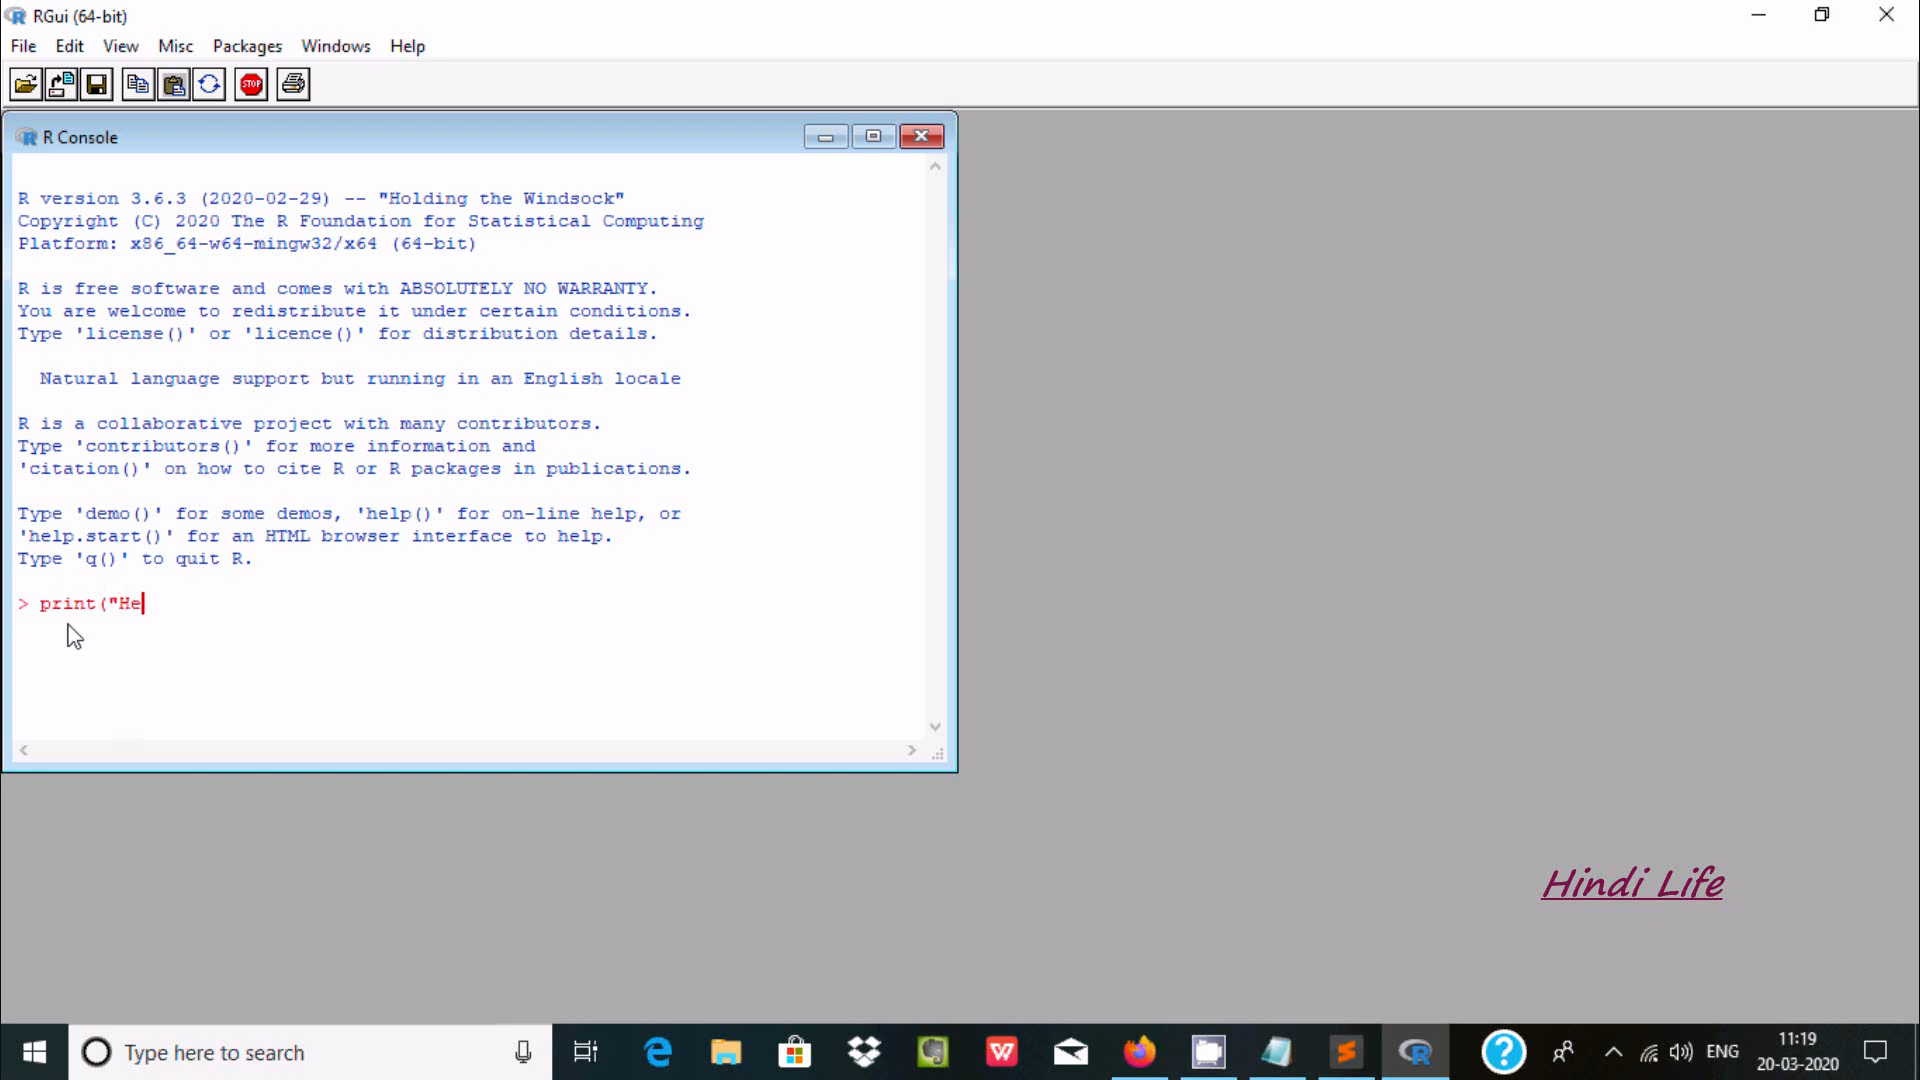 RGui (64-bit)
File Edit View Misc Packages Windows Help
STOP
R Console
R version 3.6.3 (2020-02-29) -- "Holding the Windsock"
Copyright (C) 2020 The R Foundation for Statistical Computing
Platform: x86_64-w64-mingw32/x64 (64-bit)
R is free software and comes with ABSOLUTELY NO WARRANTY.
You are welcome to redistribute it under certain conditions.
Type 'license()' or 'licence()' for distribution details.
Natural language support but running in an English locale
R is a collaborative project with many contributors.
Type 'contributors()' for more information and
'citation()' on how to cite R or R packages in publications.
Type 'demo()' for some demos, 'help()' for on-line help, or
'help.start()' for an HTML browser interface to help.
Type 'q()' to quit R.
> print("He
Hindi Life
Type here to search
ENG
11:19
20-03-2020